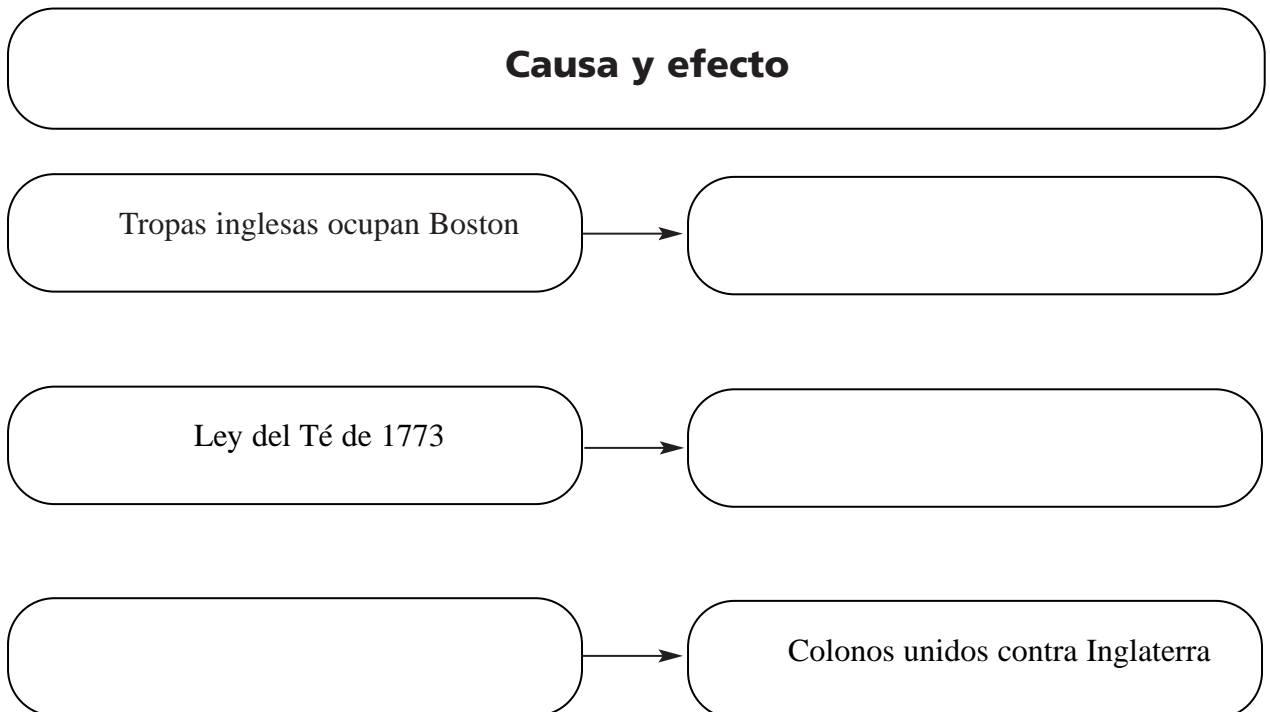 Causa y efecto
Tropas inglesas ocupan Boston
Ley del Té de 1773
Colonos unidos contra Inglaterra